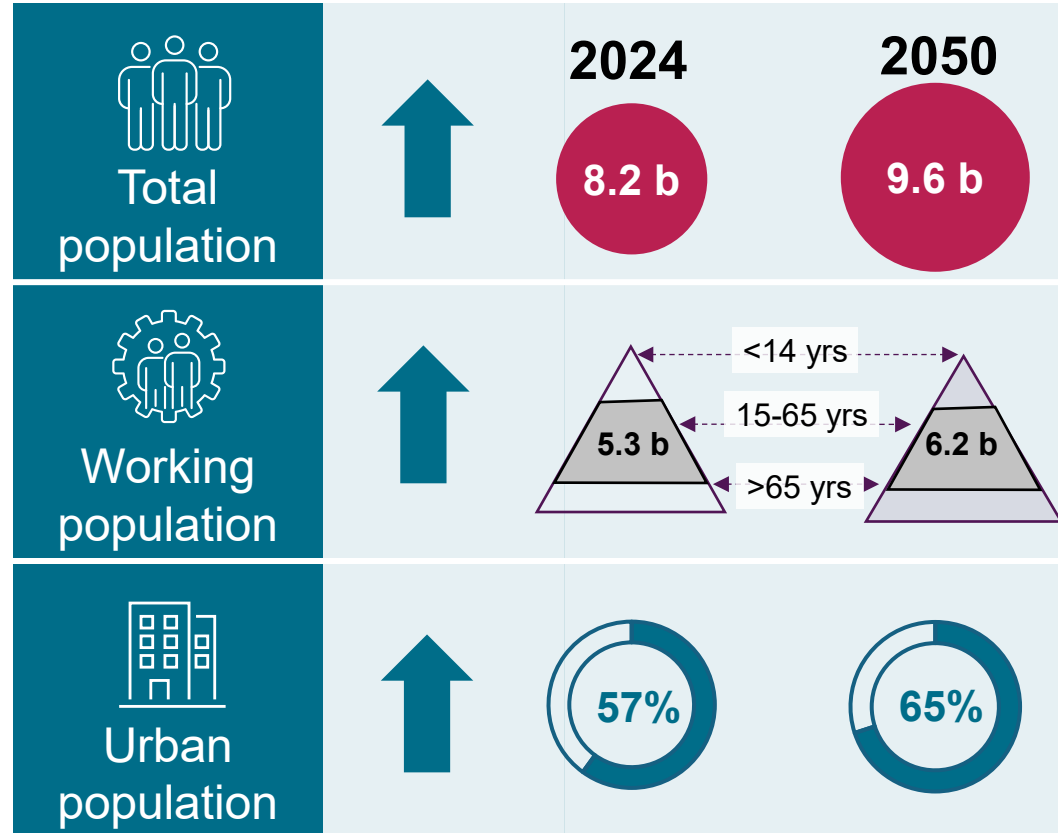 2024
2050
Total
population
8.2 b
9.6 b
Working
population
<14 yrs
15-65 yrs
>65 yrs
5.3 b
6.2 b
Urban
population
57%
65%